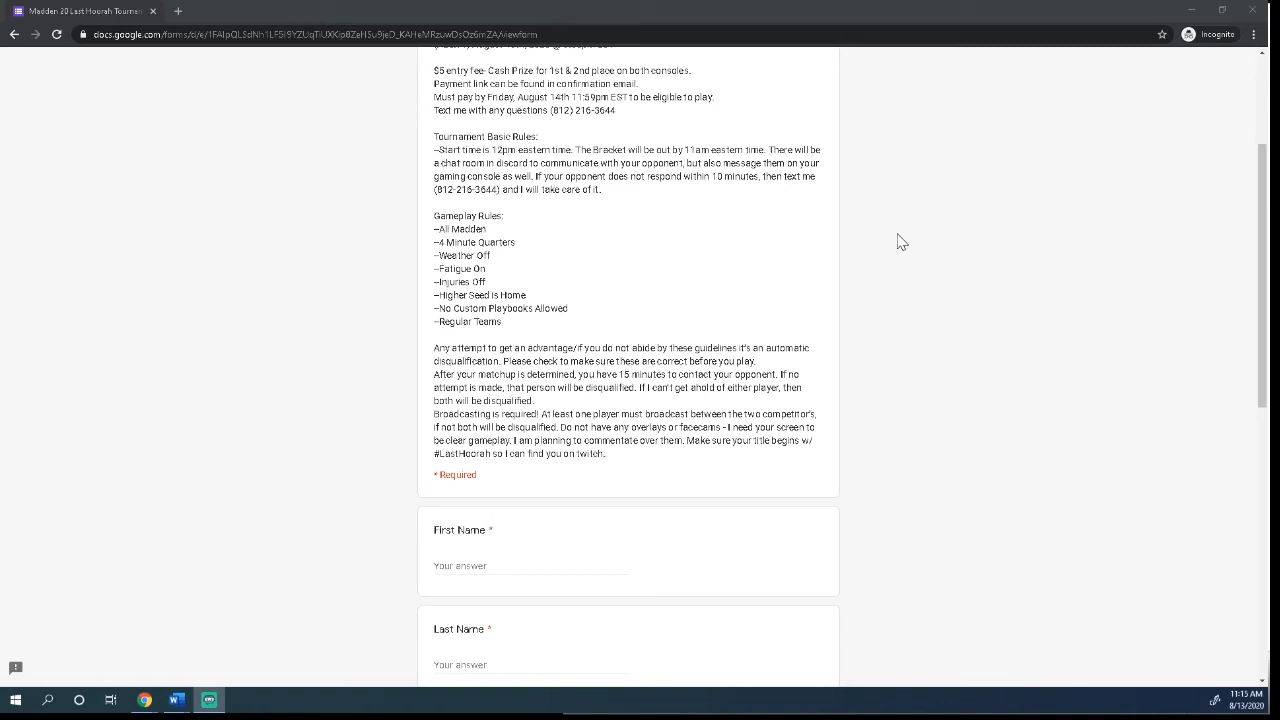 Madden 20 Last Hoorah Tournam
docs.google.com/forms/d/e/1FAIpQLSdNh1LF5I9YZUqTiUXKip8ZeHSu9jeD_KAHeMRzuwDsOz6mZA/viewform
Incognito
$5 entry fee- Cash Prize for 1st & 2nd place on both consoles.
Payment link can be found in confirmation email.
Must pay by Friday, August 14th 11:59pm EST to be eligible to play.
Text me with any questions (812) 216-3644
Tournament Basic Rules:
–Start time is 12pm eastern time. The Bracket will be out by 11am eastern time. There will be
a chat room in discord to communicate with your opponent, but also message them on your
gaming console as well. If your opponent does not respond within 10 minutes, then text me
(812-216-3644) and I will take care of it.
Gameplay Rules:
–All Madden
–4 Minute Quarters
–Weather Off
–Fatigue On
–Injuries Off
–Higher Seed is Home
–No Custom Playbooks Allowed
–Regular Teams
Any attempt to get an advantage/if you do not abide by these guidelines it's an automatic
disqualification. Please check to make sure these are correct before you play.
After your matchup is determined, you have 15 minutes to contact your opponent. If no
attempt is made, that person will be disqualified. If I can't get ahold of either player, then
both will be disqualified.
Broadcasting is required! At least one player must broadcast between the two competitor's,
if not both will be disqualified. Do not have any overlays or facecams - I need your screen to
be clear gameplay. I am planning to commentate over them. Make sure your title begins w/
#LastHoorah so I can find you on twitch.
* Required
First Name *
Your answer
Last Name *
Your answer
11:15 AM
8/13/2020